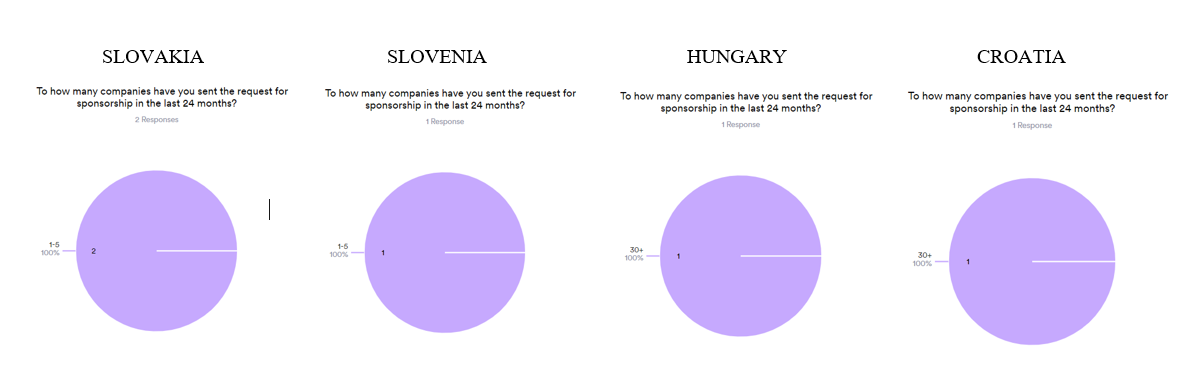 SLOVAKIA
To how many companies have you sent the request for
sponsorship in the last 24 months?
2 Responses
1-5
100%
2
SLOVENIA
To how many companies have you sent the request for
sponsorship in the last 24 months?
1 Response
1-5
100%
1
HUNGARY
To how many companies have you sent the request for
sponsorship in the last 24 months?
1 Response
30+
100%
1
CROATIA
To how many companies have you sent the request for
sponsorship in the last 24 months?
1 Response
30+
100%
1